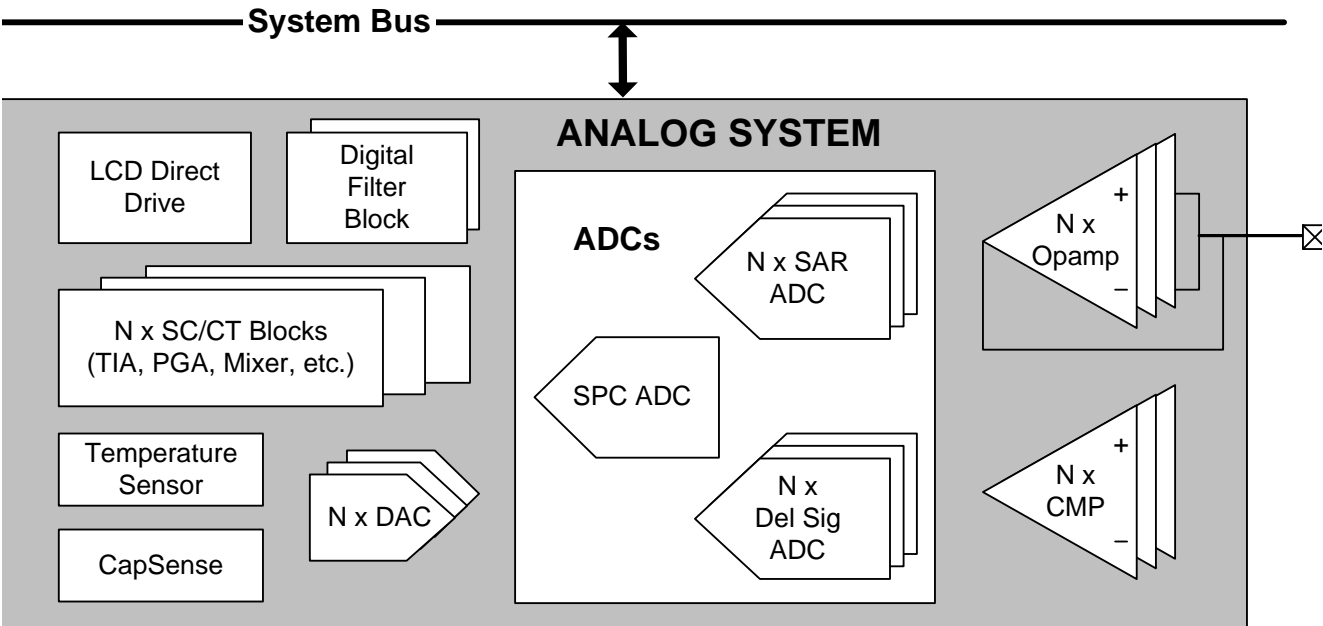 System Bus
ANALOG SYSTEM
LCD Direct
Drive
Digital
Filter
Block
ADCs
N x SAR
ADC
+
N x
Opamp
–
N x SC/CT Blocks
(TIA, PGA, Mixer, etc.)
SPC ADC
Temperature
Sensor
N x DAC
N x
Del Sig
ADC
+
N x
CMP
–
CapSense